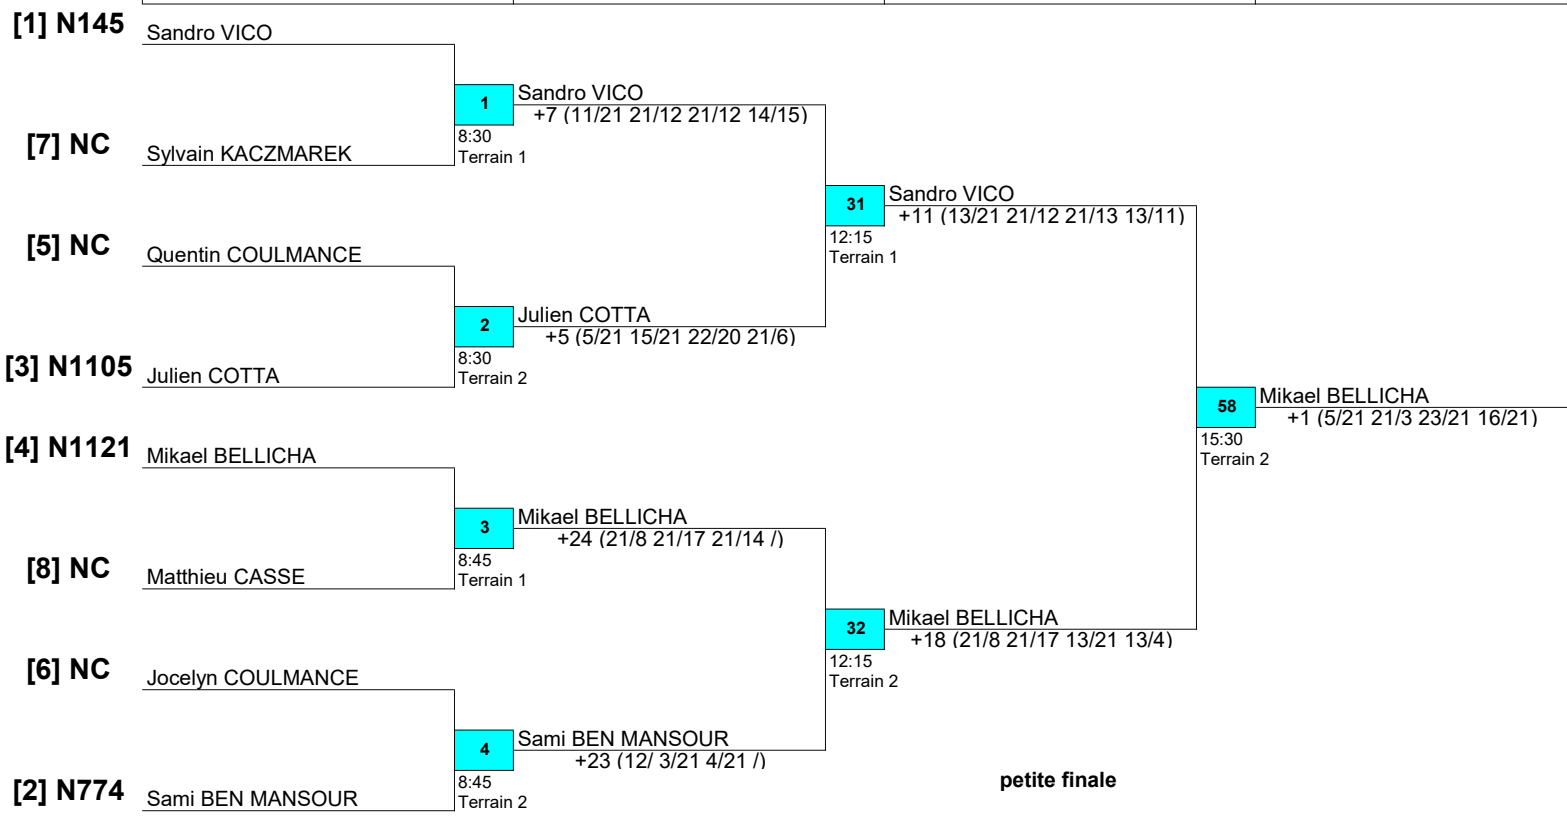 [1] N145
Sandro VICO
1
Sandro VICO
+7 (11/21 21/12 21/12 14/15)
8:30
Terrain 1
[7] NC
Sylvain KACZMAREK
31
Sandro VICO
+11 (13/21 21/12 21/13 13/11)
12:15
Terrain 1
[5] NC
Quentin COULMANCE
2
Julien COTTA
+5 (5/21 15/21 22/20 21/6)
8:30
Terrain 2
[3] N1105
Julien COTTA
58
Mikael BELLICHA
+1 (5/21 21/3 23/21 16/21)
15:30
Terrain 2
[4] N1121
Mikael BELLICHA
3
Mikael BELLICHA
+24 (21/8 21/17 21/14 /)
8:45
Terrain 1
[8] NC
Matthieu CASSE
32
Mikael BELLICHA
+18 (21/8 21/17 13/21 13/4)
12:15
Terrain 2
[6] NC
Jocelyn COULMANCE
4
Sami BEN MANSOUR
+23 (12/ 3/21 4/21 /)
8:45
Terrain 2
[2] N774
Sami BEN MANSOUR
petite finale